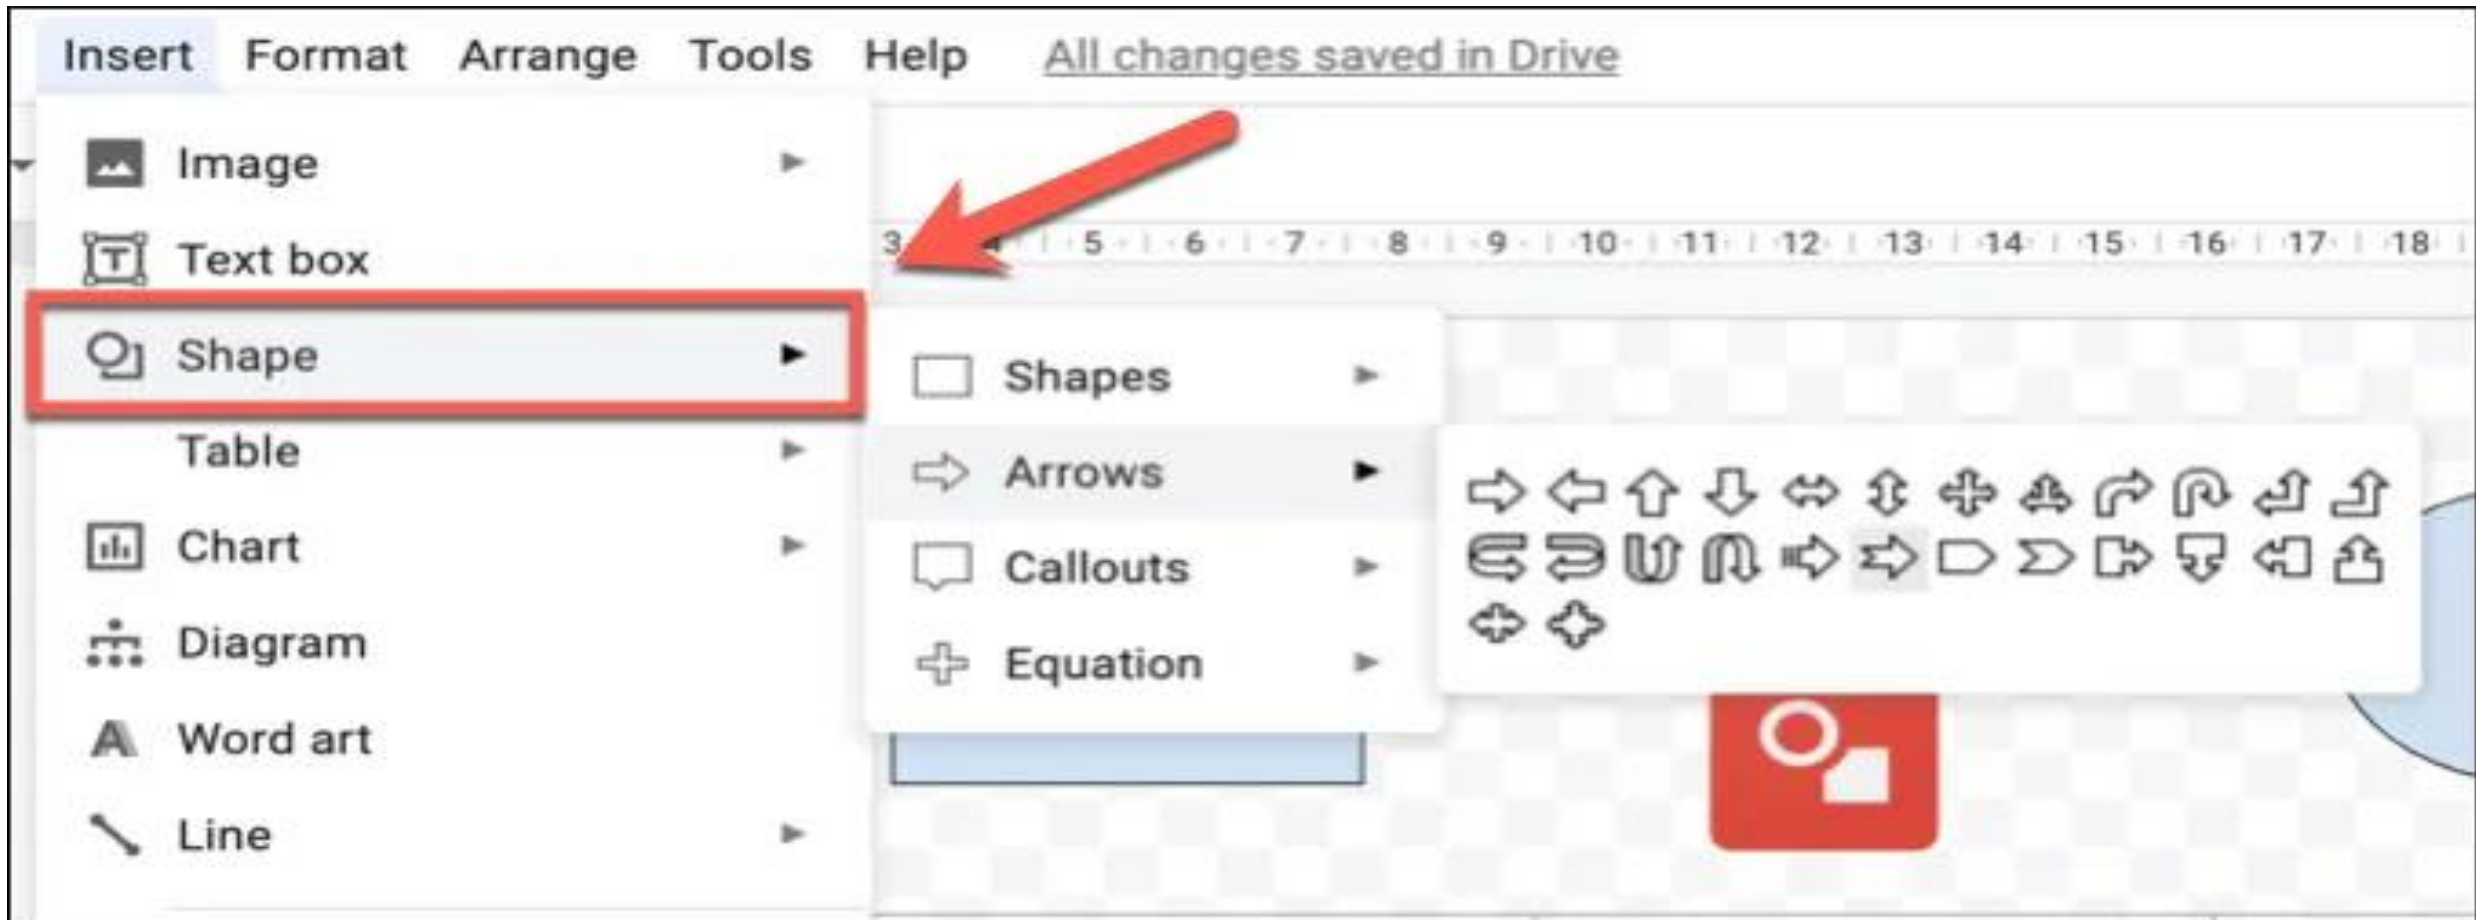 Insert Format Arrange Tools Help All changes saved in Drive
Image
Text box
3 4 5 6 7 8 9 10 11 12 13 14 15 16 17 18
Shape
Table
Chart
Diagram
Word art
Line
Shapes
Arrows
Callouts
Equation